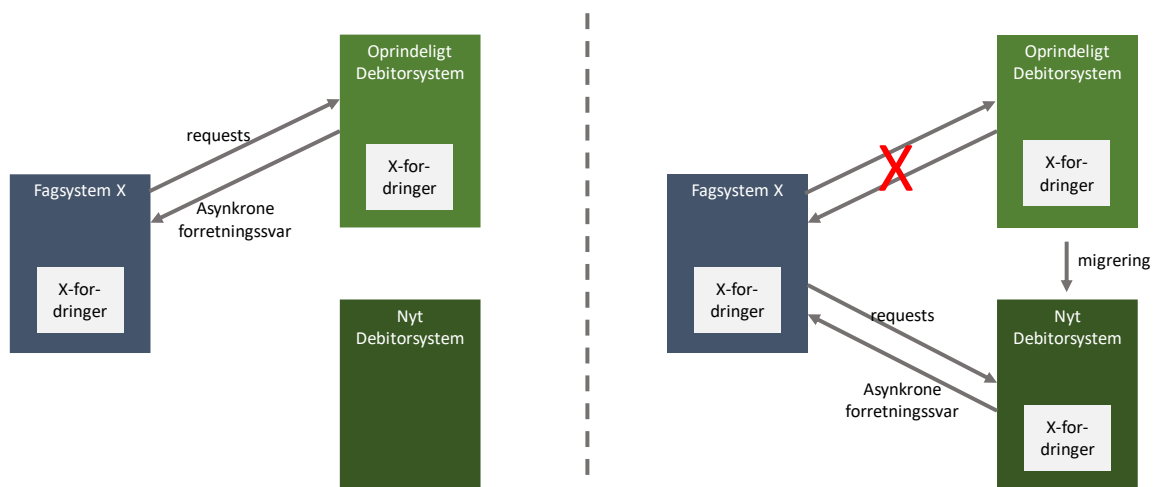 Oprindeligt
Debitorsystem
requests
X-for-
dringer
Fagsystem X
Asynkrone
forretningssvar
X-for-
dringer
Nyt
Debitorsystem
Oprindeligt
Debitorsystem
X
X-for-
dringer
Fagsystem X
migrering
X-for-
dringer
requests
Nyt
Debitorsystem
Asynkrone
forretningssvar
X-for-
dringer